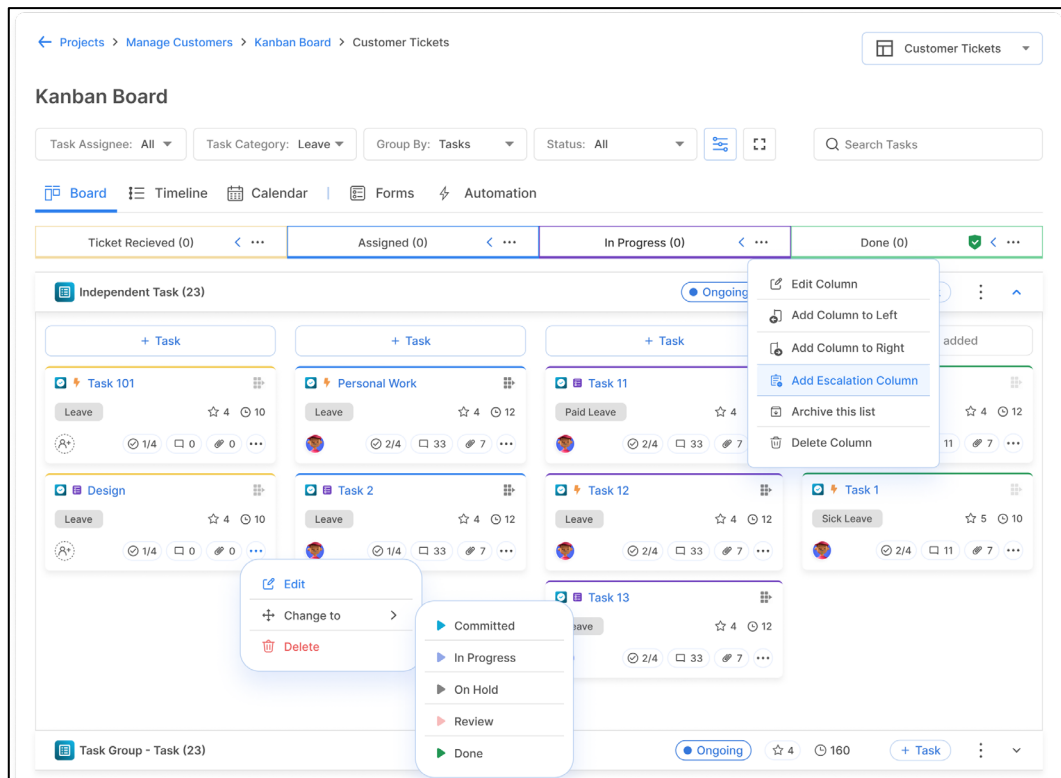 Projects > Manage Customers > Kanban Board > Customer Tickets
Customer Tickets
Kanban Board
Task Assignee: All
Task Category: Leave
Group By: Tasks
Status: All
Search Tasks
Board
Timeline
Calendar
Forms
Automation
Ticket Recieved (0)
Assigned (0)
In Progress (0)
Done (0)
Independent Task (23)
Ongoing
+ Task
+ Task
+ Task
added
Edit Column
Add Column to Left
Add Column to Right
Add Escalation Column
Archive this list
Delete Column
Task 101
Leave
4
10
1/4
0
0
Personal Work
Leave
4
12
2/4
33
7
Task 11
Paid Leave
4
2/4
33
7
4
12
11
7
Design
Leave
4
10
1/4
0
0
Task 2
Leave
4
12
1/4
33
7
Task 12
Leave
4
12
2/4
33
7
Task 1
Sick Leave
5
10
2/4
11
7
Edit
Change to
Delete
Committed
In Progress
On Hold
Review
Done
Task 13
eave
4
12
2/4
33
7
Task Group - Task (23)
Ongoing
4
160
+ Task